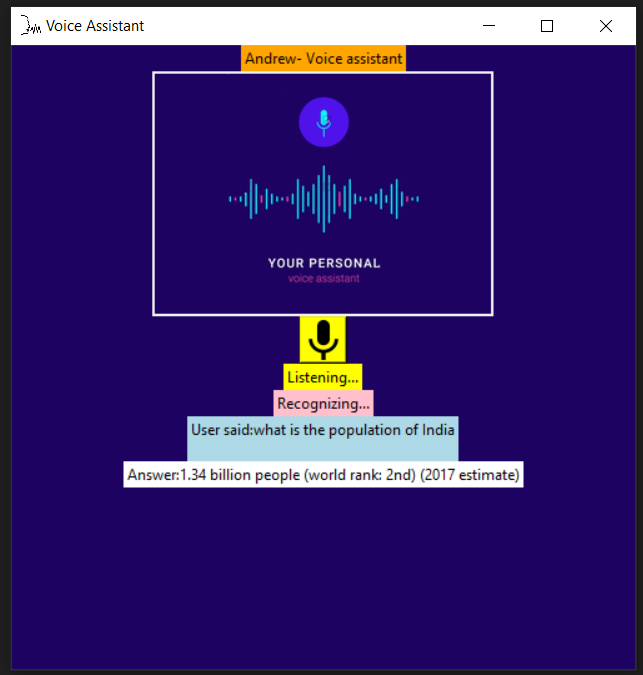 Voice Assistant
Andrew- Voice assistant
YOUR PERSONAL
voice assistant
Listening...
Recognizing...
User said:what is the population of India
Answer:1.34 billion people (world rank: 2nd) (2017 estimate)